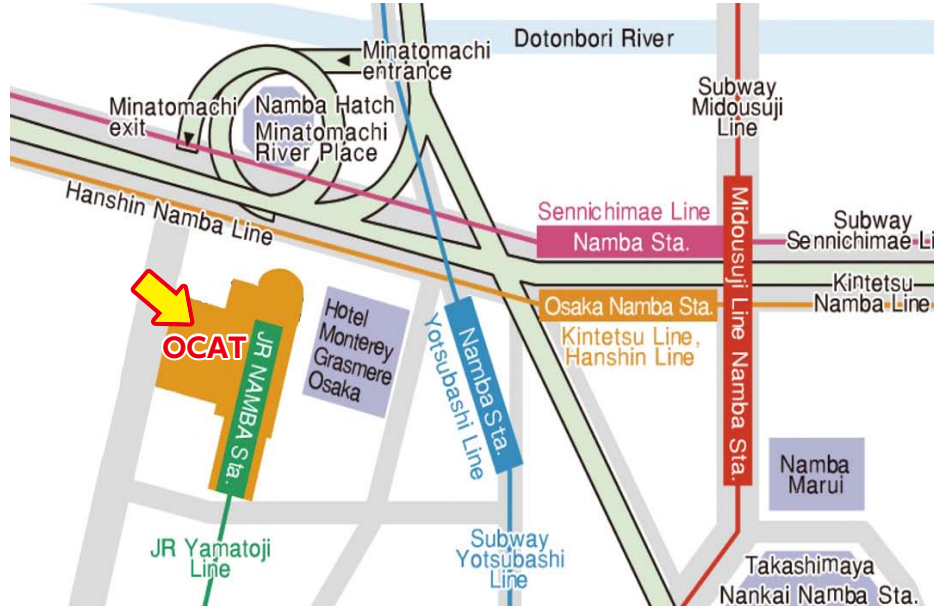 Dotonbori River
Minatomachi
entrance
Subway
Midousuji
Line
Minatomachi
exit
Namba Hatch
Minatomachi
River Place
Hanshin Namba Line
Sennichimae Line
Namba Sta.
Subway
Sennichimae Li
Midousuji Line Namba Sta.
Kintetsu
Namba Line
Osaka Namba Sta.
Kintetsu Line,
Hanshin Line
OCAT
JR NAMBA Sta.
Hotel
Monterey
Grasmere
Osaka
Namba Sta.
Yotsubashi Line
Namba
Marui
JR Yamatoji
Line
Subway
Yotsubashi
Line
Takashimaya
Nankai Namba Sta.